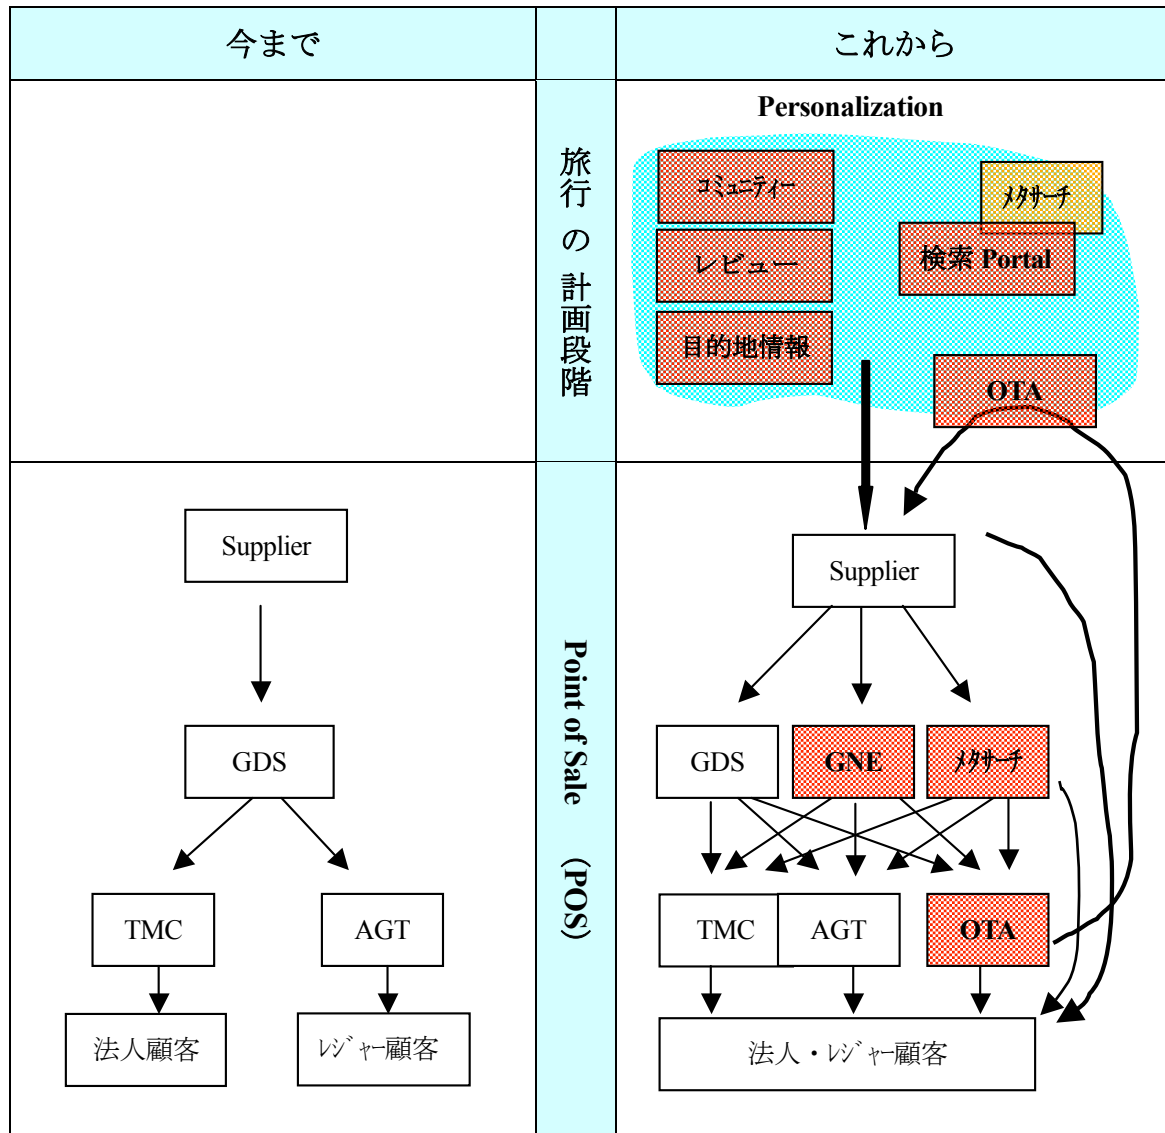 今まで
これから
旅行 の 計画段階
Personalization
コミュニティー
メタサーチ
レビュー
検索 Portal
目的地情報
OTA
Point of Sale (POS)
Supplier
GDS
TMC
AGT
法人顧客
ﾚｼﾞｬｰ顧客
Supplier
GDS
GNE
メタサーチ
TMC
AGT
OTA
法人・ﾚｼﾞｬｰ顧客